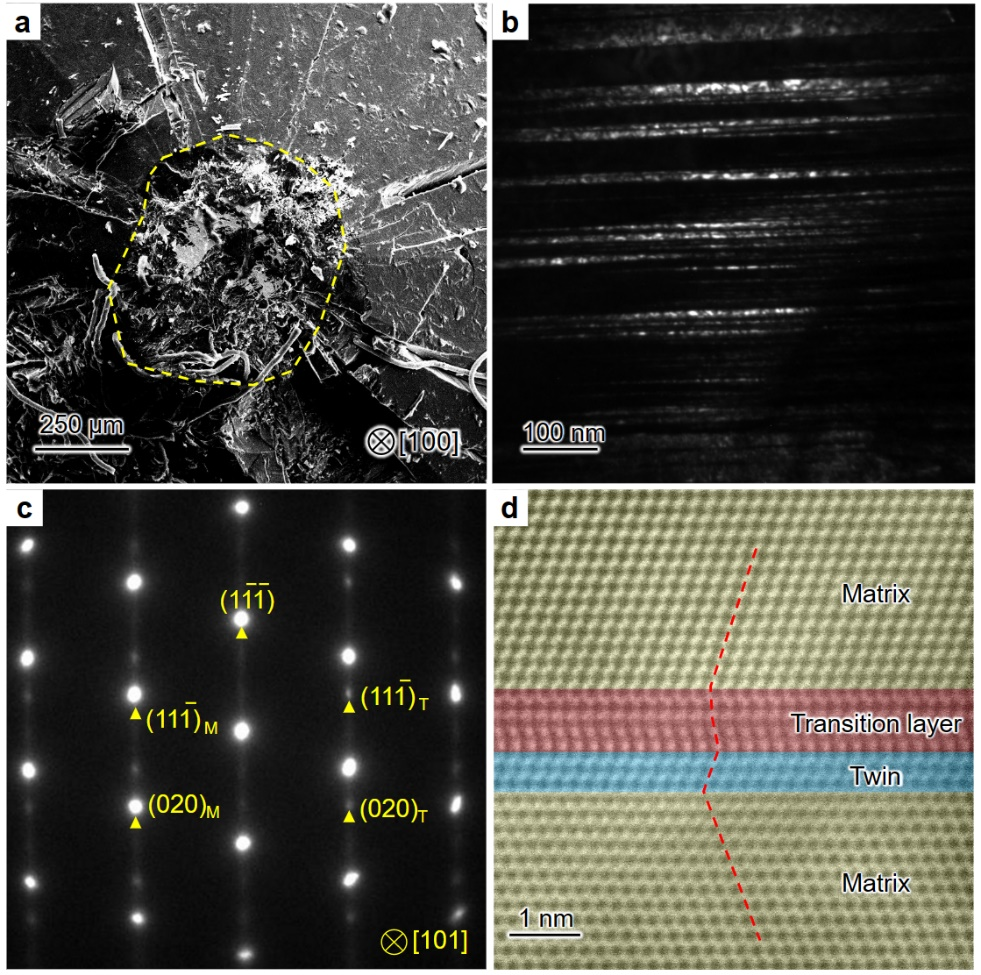 a
250 μm
⊗[100]
b
100 nm
c
(11̅1̅)
(111̅)M
(111̅)T
(020)M
(020)T
⊗[101]
d
Matrix
Transition layer
Twin
Matrix
1 nm